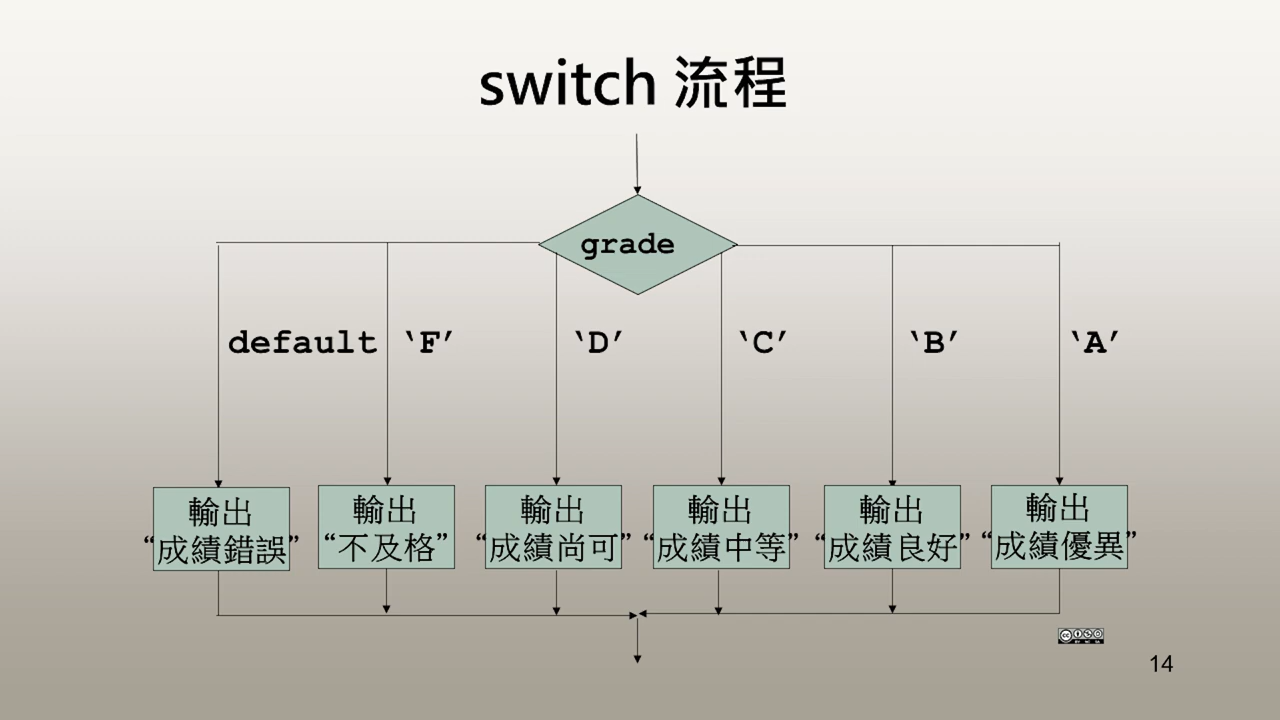 switch 流程
grade
default
‘F’
‘D’
‘C’
‘B’
‘A’
輸出
“成績錯誤”
輸出
“不及格”
輸出
“成績尚可”
輸出
“成績中等”
輸出
“成績良好”
輸出
“成績優異”
14